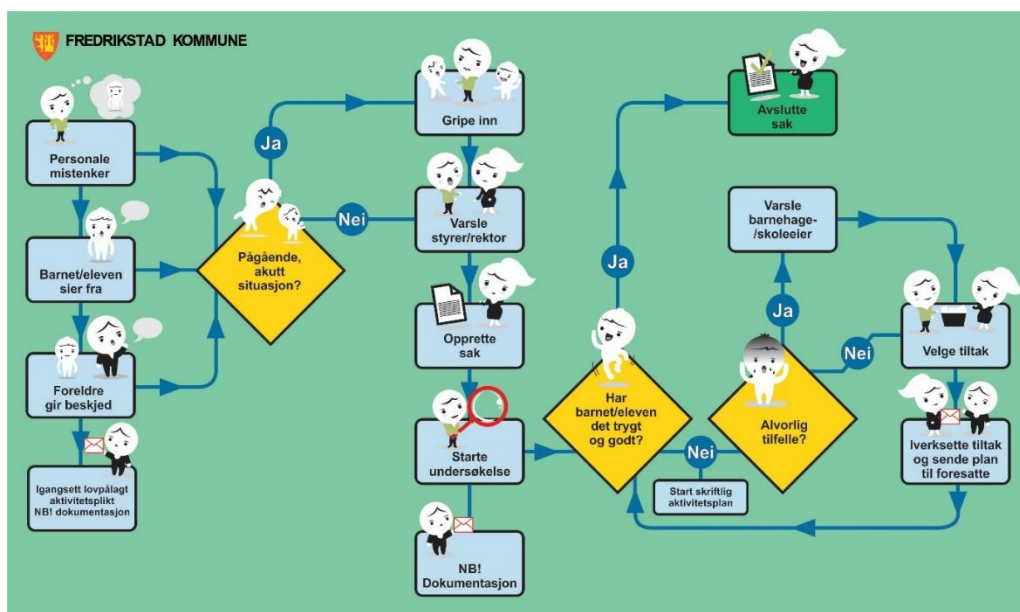 FREDRIKSTAD KOMMUNE
Personale
mistenker
Barnet/eleven
sier fra
Foreldre
gir beskjed
Igangsett lovpålagt
aktivitetsplikt
NB! dokumentasjon
Pågående,
akutt
situasjon?
Ja
Nei
Gripe inn
Varsle
styrer/rektor
Opprette
sak
Starte
undersøkelse
NB!
Dokumentasjon
Har
barnet/eleven
det trygt
og godt?
Ja
Nei
Start skriftlig
aktivitetsplan
Avslutte
sak
Alvorlig
tilfelle?
Ja
Nei
Varsle
barnehage-
/skoleeier
Velge tiltak
Iverksette tiltak
og sende plan
til foresatte